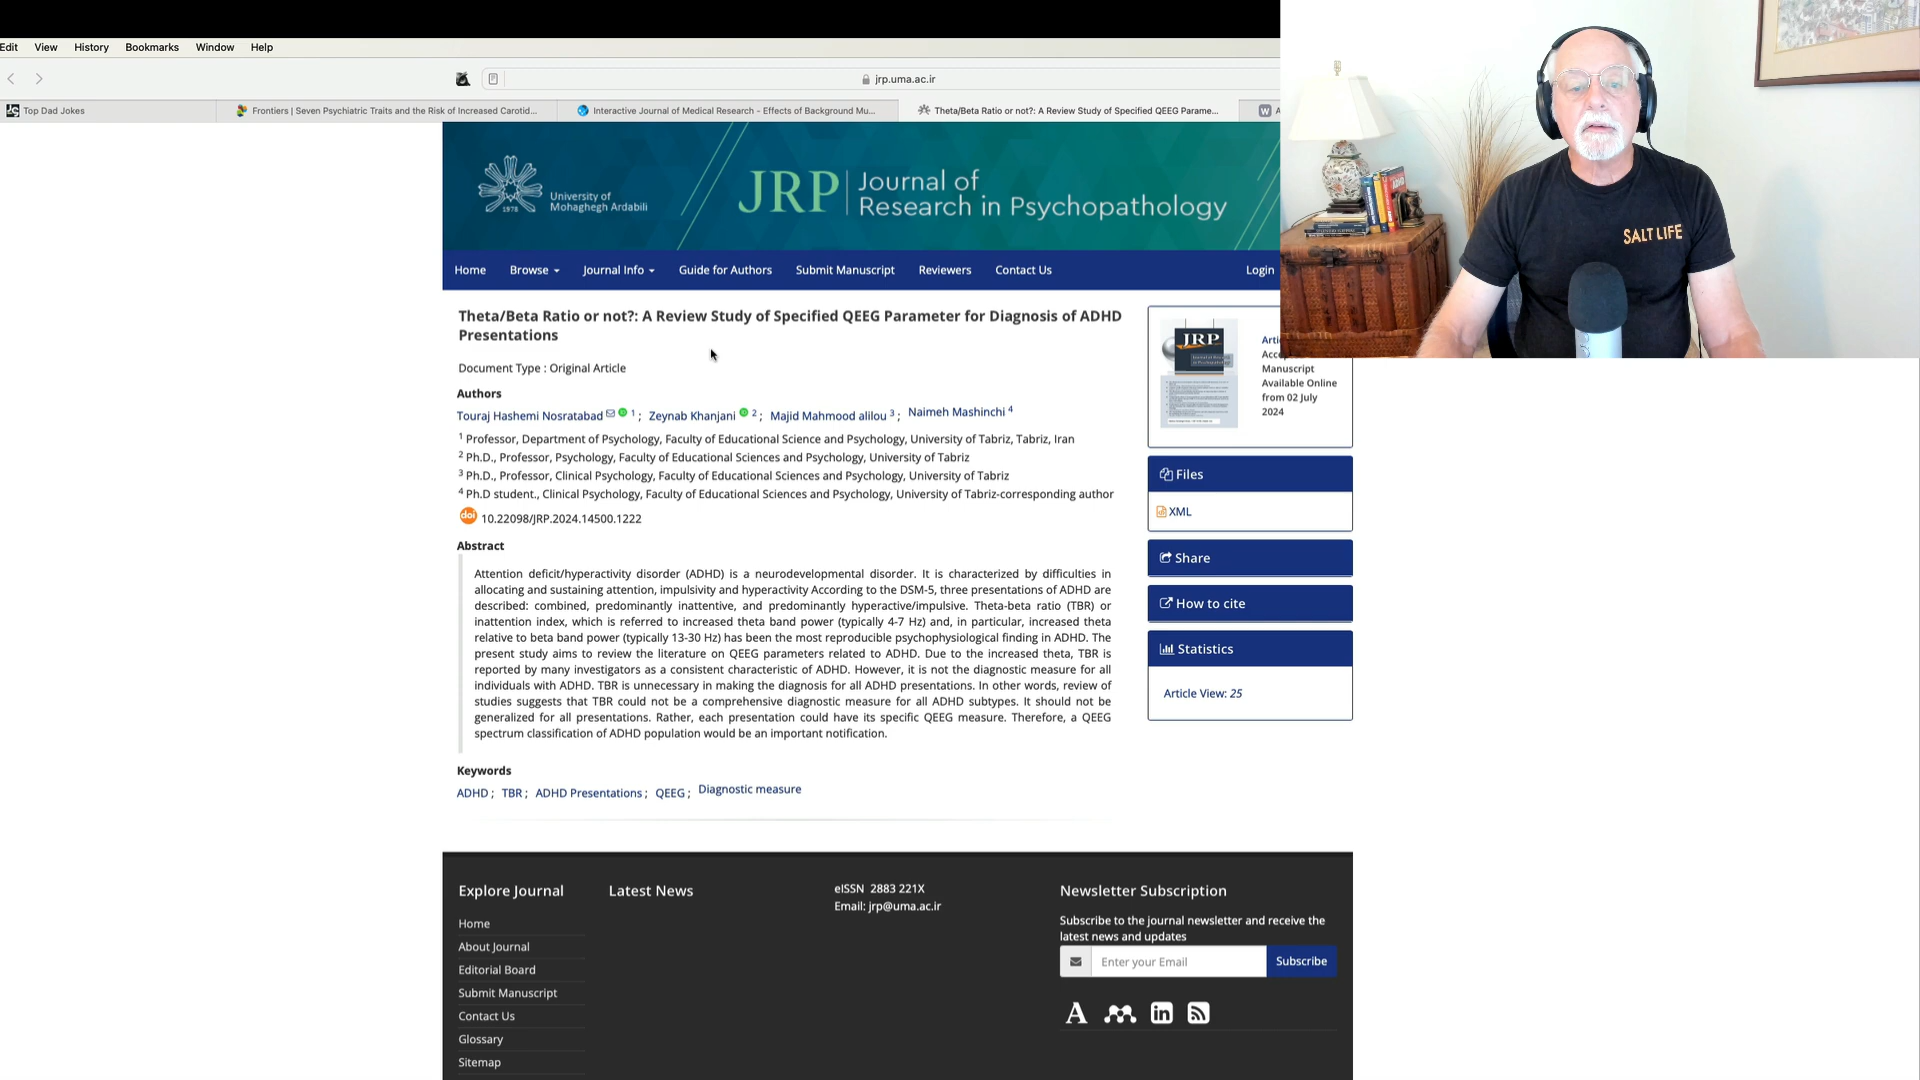 Edit View History Bookmarks Window Help
jrp.uma.ac.ir
Top Dad Jokes
Frontiers | Seven Psychiatric Traits and the Risk of Increased Carotid...
Interactive Journal of Medical Research - Effects of Background Mu...
Theta/Beta Ratio or not?: A Review Study of Specified QEEG Parame...
University of
Mohaghegh Ardabili
1978
JRP
Journal of
Research in Psychopathology
SALT LIFE
Home Browse Journal Info Guide for Authors Submit Manuscript Reviewers Contact Us Login
Theta/Beta Ratio or not?: A Review Study of Specified QEEG Parameter for Diagnosis of ADHD
Presentations
Document Type : Original Article
Authors
Touraj Hashemi Nosratabad 1 ; Zeynab Khanjani 2 ; Majid Mahmood alilou 3 ; Naimeh Mashinchi 4
1 Professor, Department of Psychology, Faculty of Educational Science and Psychology, University of Tabriz, Tabriz, Iran
2 Ph.D., Professor, Psychology, Faculty of Educational Sciences and Psychology, University of Tabriz
3 Ph.D., Professor, Clinical Psychology, Faculty of Educational Sciences and Psychology, University of Tabriz
4 Ph.D student., Clinical Psychology, Faculty of Educational Sciences and Psychology, University of Tabriz-corresponding author
doi 10.22098/JRP.2024.14500.1222
Abstract
Attention deficit/hyperactivity disorder (ADHD) is a neurodevelopmental disorder. It is characterized by difficulties in
allocating and sustaining attention, impulsivity and hyperactivity According to the DSM-5, three presentations of ADHD are
described: combined, predominantly inattentive, and predominantly hyperactive/impulsive. Theta-beta ratio (TBR) or
inattention index, which is referred to increased theta band power (typically 4-7 Hz) and, in particular, increased theta
relative to beta band power (typically 13-30 Hz) has been the most reproducible psychophysiological finding in ADHD. The
present study aims to review the literature on QEEG parameters related to ADHD. Due to the increased theta, TBR is
reported by many investigators as a consistent characteristic of ADHD. However, it is not the diagnostic measure for all
individuals with ADHD. TBR is unnecessary in making the diagnosis for all ADHD presentations. In other words, review of
studies suggests that TBR could not be a comprehensive diagnostic measure for all ADHD subtypes. It should not be
generalized for all presentations. Rather, each presentation could have its specific QEEG measure. Therefore, a QEEG
spectrum classification of ADHD population would be an important notification.
Keywords
ADHD ; TBR ; ADHD Presentations ; QEEG ; Diagnostic measure
JRP
Manuscript
Available Online
from 02 July
2024
Files
XML
Share
How to cite
Statistics
Article View: 25
Explore Journal
Home
About Journal
Editorial Board
Submit Manuscript
Contact Us
Glossary
Sitemap
Latest News
eISSN 2883 221X
Email: jrp@uma.ac.ir
Newsletter Subscription
Subscribe to the journal newsletter and receive the
latest news and updates
Enter your Email Subscribe